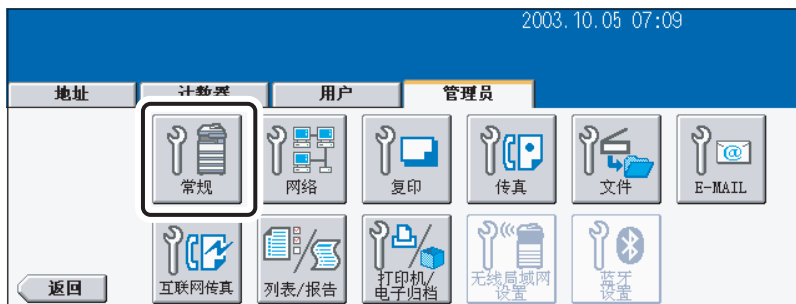 2003.10.05 07:09
地址 计数器 用户 管理员
常规 网络 复印 传真 文件 E-MAIL
互联网传真 列表/报告 打印机/
电子归档 无线局域网
设置 蓝牙
设置
返回